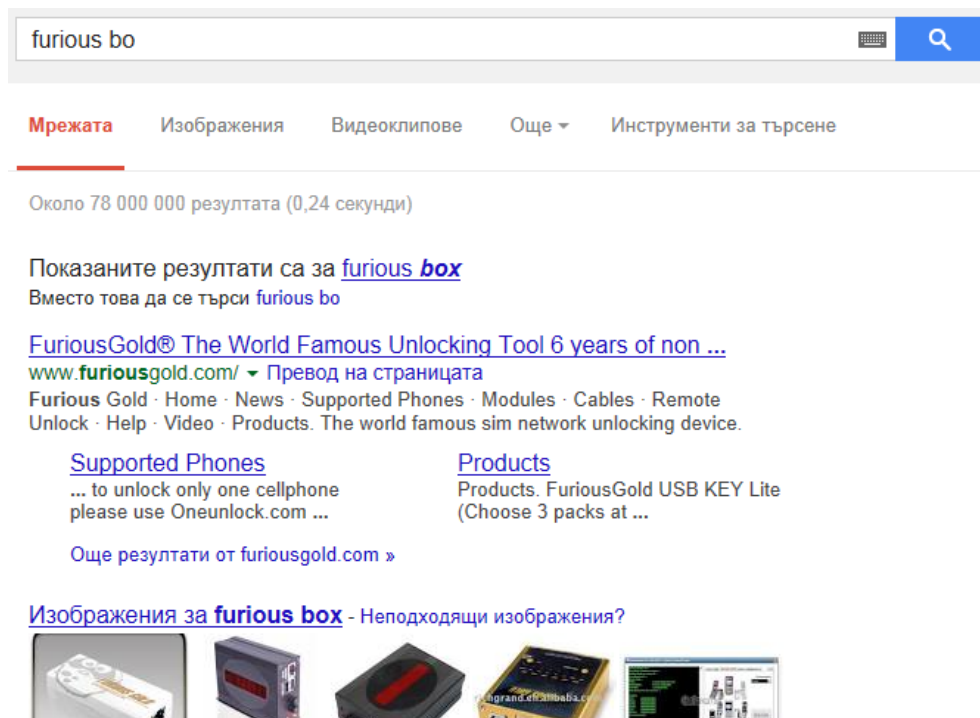 furious bo
Мрежата Изображения Видеоклипове Още Инструменти за търсене
Около 78 000 000 резултата (0,24 секунди)
Показаните резултати са за furious box
Вместо това да се търси furious bo
FuriousGold® The World Famous Unlocking Tool 6 years of non ...
www.furiousgold.com/ Превод на страницата
Furious Gold · Home · News · Supported Phones · Modules · Cables · Remote
Unlock · Help · Video · Products. The world famous sim network unlocking device.
Supported Phones Products
... to unlock only one cellphone Products. FuriousGold USB KEY Lite
please use Oneunlock.com ... (Choose 3 packs at ...
Още резултати от furiousgold.com »
Изображения за furious box - Неподходящи изображения?